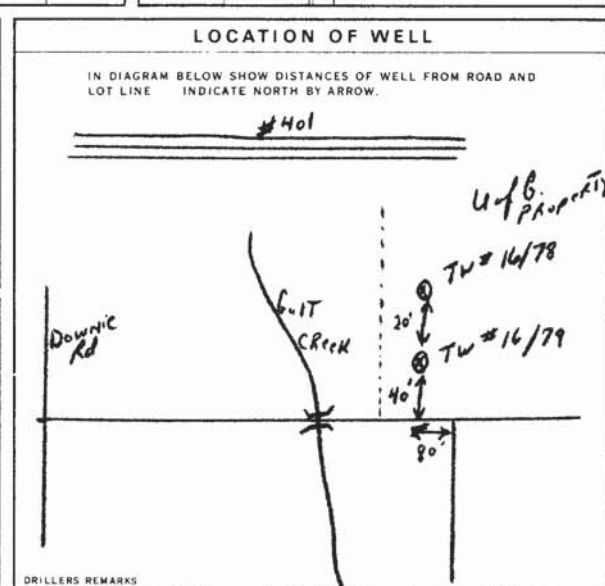 LOCATION OF WELL
IN DIAGRAM BELOW SHOW DISTANCES OF WELL FROM ROAD AND
LOT LINE INDICATE NORTH BY ARROW.
#401
U of G.
PROPERTY
TW # 16/78
20'
TW # 16/79
40'
80'
Downie
Rd
GulT
CReek
DRILLERS REMARKS